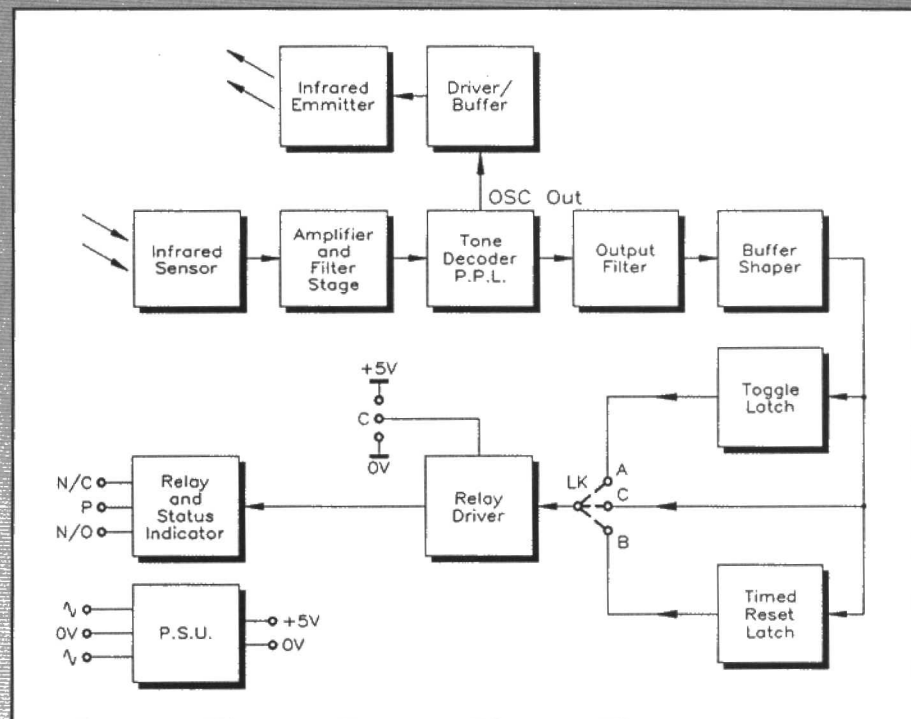 Infrared
Emmitter
Driver/
Buffer
OSC Out
Infrared
Sensor
Amplifier
and
Filter
Stage
Tone
Decoder
P.P.L.
Output
Filter
Buffer
Shaper
Toggle
Latch
+5V
C
0V
N/C
P
N/O
Relay
and
Status
Indicator
Relay
Driver
LK
A
C
B
Timed
Reset
Latch
∿
0V
∿
P.S.U.
+5V
0V